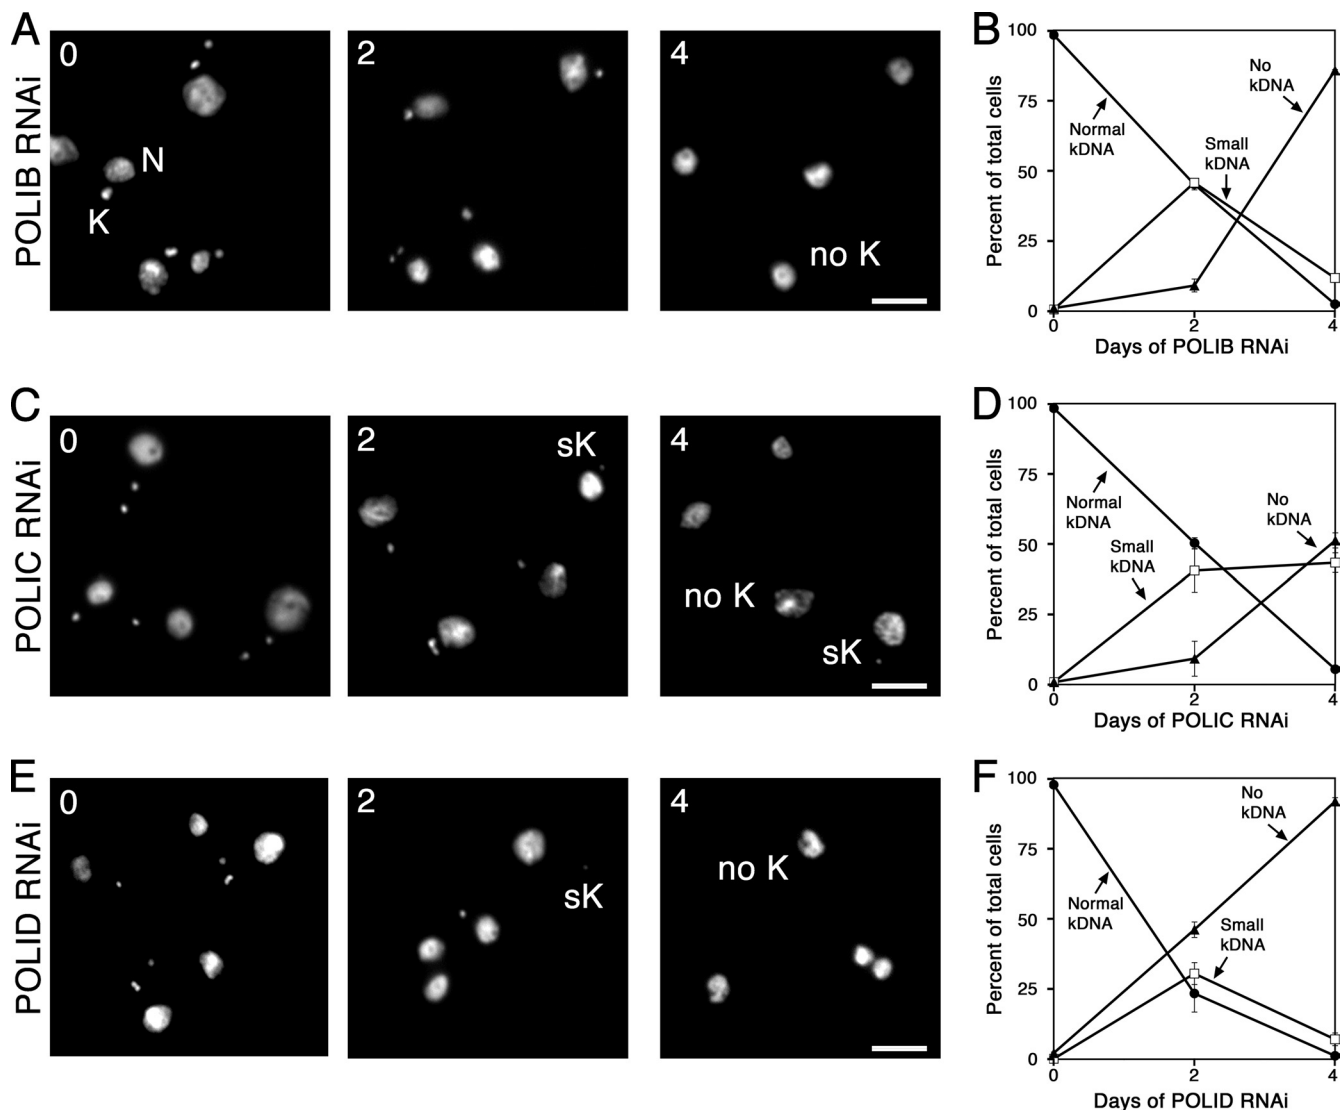 A
POLIB RNAi
0
N
K
2
4
no K
B
Percent of total cells
100
75
50
25
0
Normal
kDNA
Small
kDNA
No
kDNA
0
2
4
Days of POLIB RNAi
C
POLIC RNAi
0
2
sK
4
no K
sK
D
Percent of total cells
100
75
50
25
0
Normal
kDNA
Small
kDNA
No
kDNA
0
2
4
Days of POLIC RNAi
E
POLID RNAi
0
2
sK
4
no K
F
Percent of total cells
100
75
50
25
0
No
kDNA
Normal
kDNA
Small
kDNA
0
2
4
Days of POLID RNAi